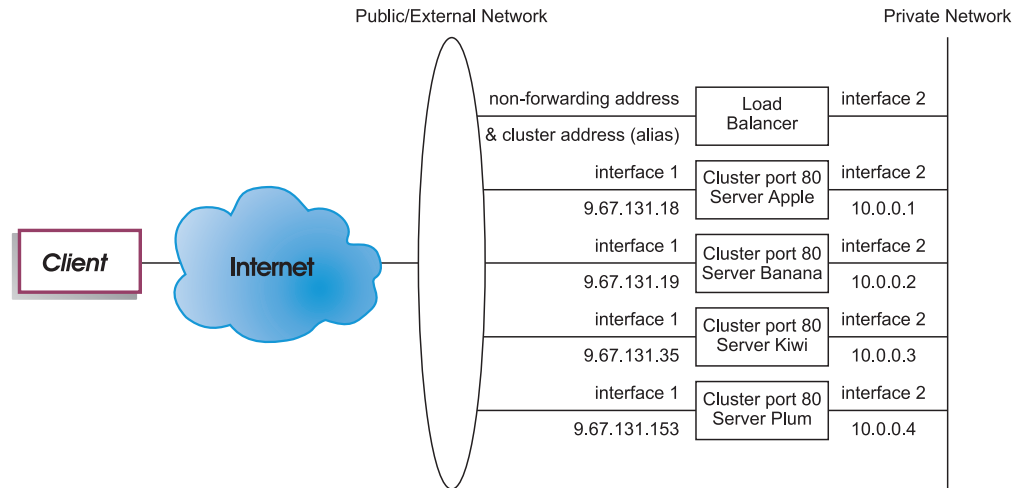 Public/External Network
Private Network
non-forwarding address
& cluster address (alias)
Load
Balancer
interface 2
interface 1
9.67.131.18
Cluster port 80
Server Apple
interface 2
10.0.0.1
interface 1
9.67.131.19
Cluster port 80
Server Banana
interface 2
10.0.0.2
Client
Internet
interface 1
9.67.131.35
Cluster port 80
Server Kiwi
interface 2
10.0.0.3
interface 1
9.67.131.153
Cluster port 80
Server Plum
interface 2
10.0.0.4